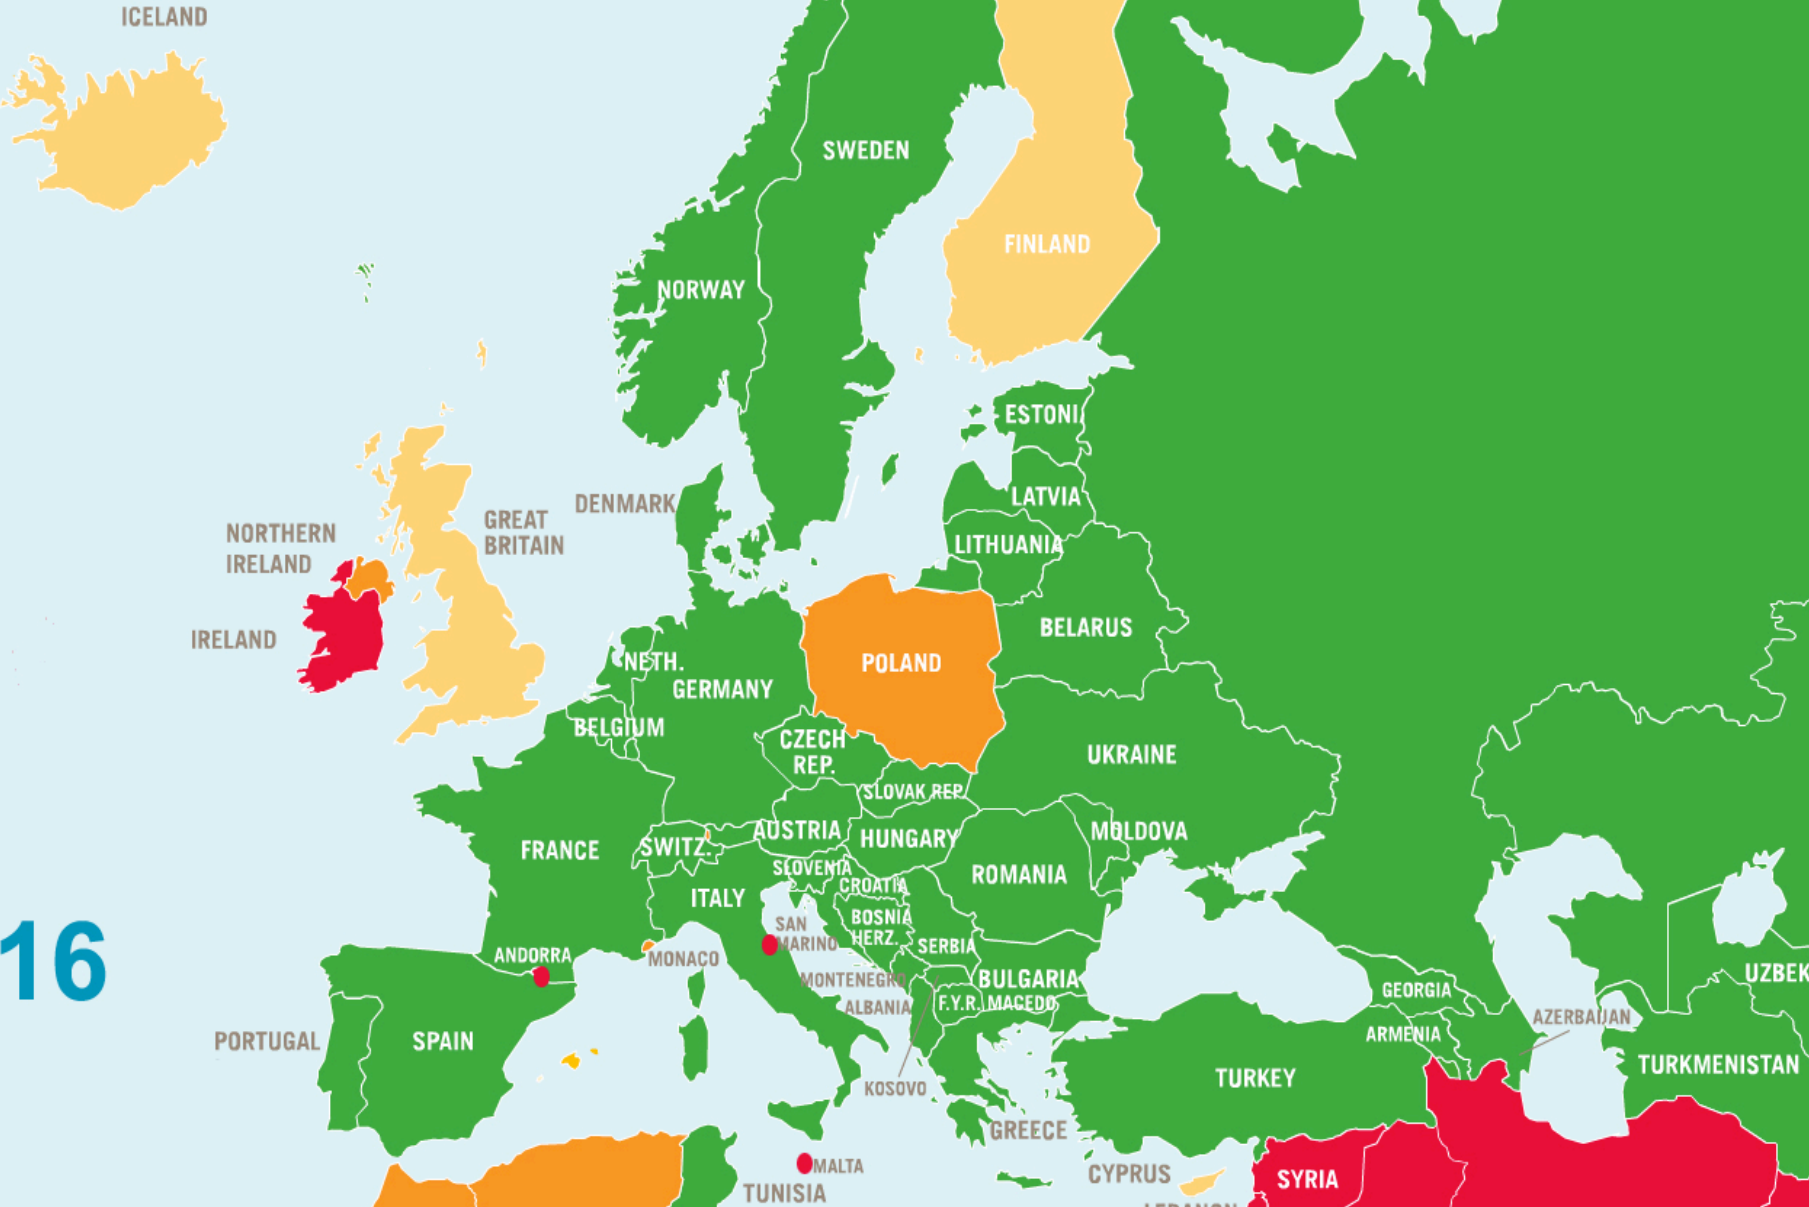 ICELAND
SWEDEN
FINLAND
NORWAY
ESTONI
DENMARK
LATVIA
GREAT
BRITAIN
NORTHERN
IRELAND
LITHUANIA
IRELAND
BELARUS
NETH.
POLAND
GERMANY
BELGIUM
CZECH
REP.
UKRAINE
SLOVAK REP.
FRANCE
SWITZ.
AUSTRIA
HUNGARY
MOLDOVA
SLOVENIA
ROMANIA
CROATIA
ITALY
BOSNIA
HERZ.
SAN
MARINO
SERBIA
16
ANDORRA
MONACO
MONTENEGRO
BULGARIA
UZBEK
GEORGIA
ALBANIA
F.Y.R. MACEDO
AZERBAIJAN
ARMENIA
PORTUGAL
SPAIN
TURKMENISTAN
TURKEY
KOSOVO
GREECE
MALTA
CYPRUS
SYRIA
TUNISIA
LEBANON